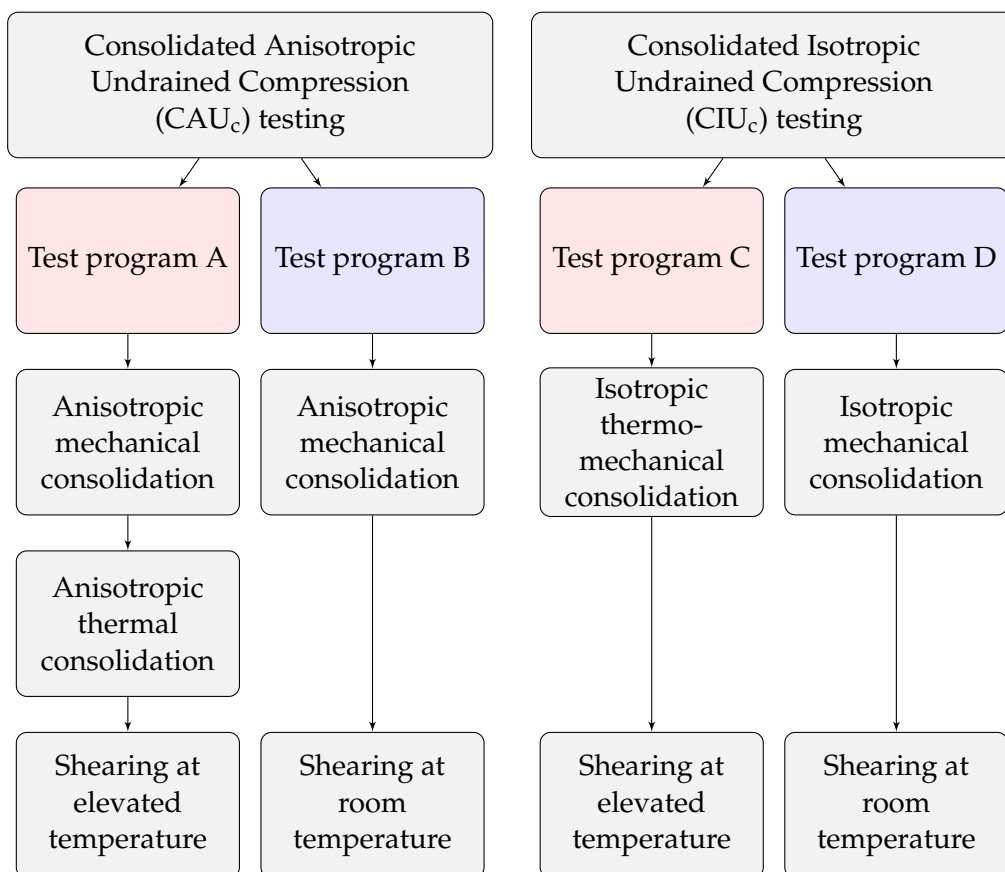 Consolidated Anisotropic
Undrained Compression
(CAUc) testing
Consolidated Isotropic
Undrained Compression
(CIUc) testing
Test program A
Test program B
Test program C
Test program D
Anisotropic
mechanical
consolidation
Anisotropic
mechanical
consolidation
Isotropic
thermo-
mechanical
consolidation
Isotropic
mechanical
consolidation
Anisotropic
thermal
consolidation
Shearing at
elevated
temperature
Shearing at
room
temperature
Shearing at
elevated
temperature
Shearing at
room
temperature